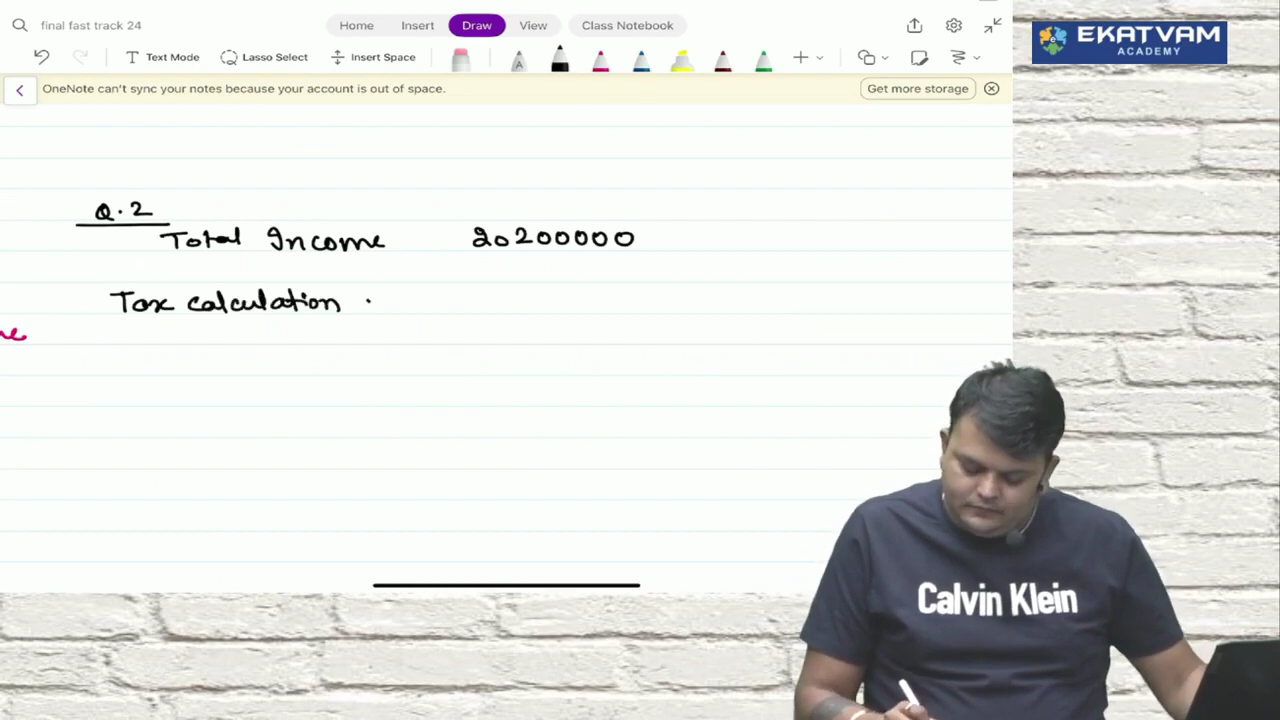 final fast track 24
Home Insert Draw View Class Notebook
Text Mode Lasso Select Insert Space
OneNote can't sync your notes because your account is out of space.
Get more storage
EKATVAM
ACADEMY
Q.2
Total Income 20200000
Tax calculation .
Calvin Klein